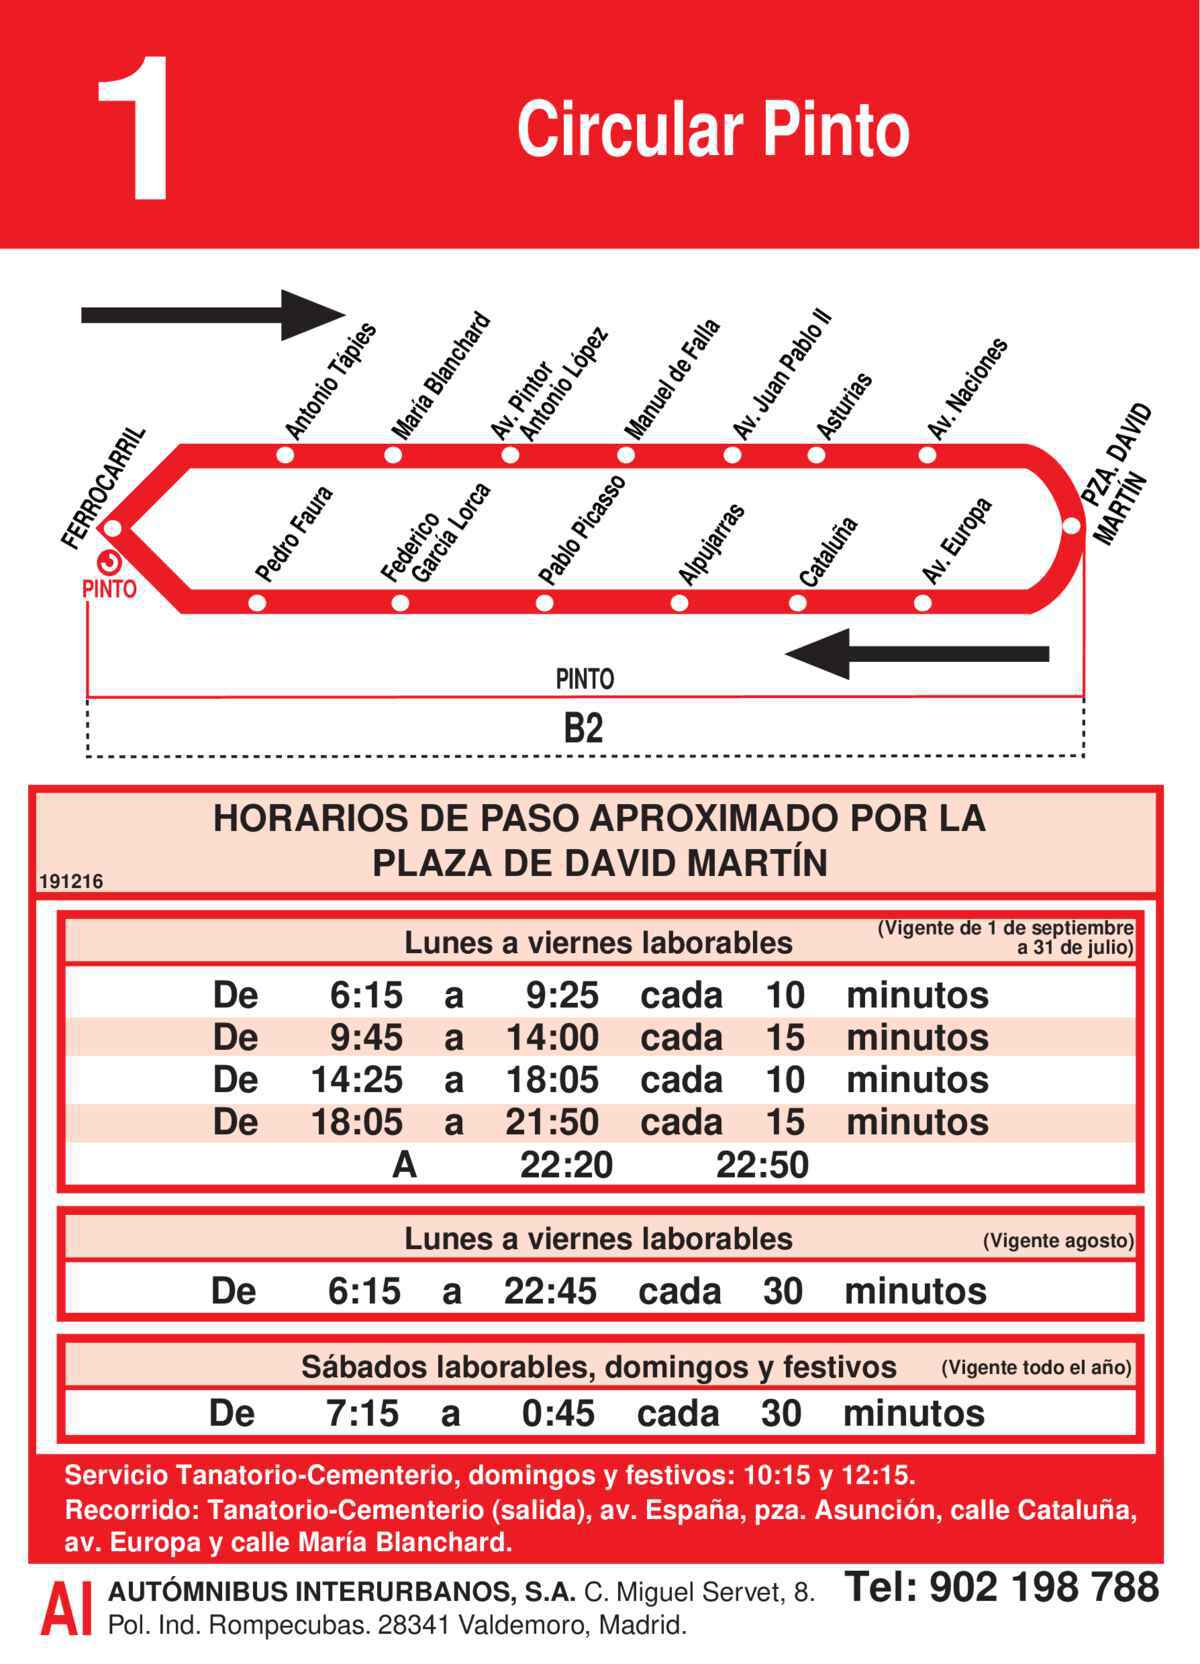 1
Circular Pinto
FERROCARRIL
PINTO
Antonio Tápies
María Blanchard
Av. Pintor
Antonio López
Manuel de Falla
Av. Juan Pablo II
Asturias
Av. Naciones
PZA. DAVID
MARTÍN
Pedro Faura
Federico
García Lorca
Pablo Picasso
Alpujarras
Cataluña
Av. Europa
PINTO
B2
HORARIOS DE PASO APROXIMADO POR LA
PLAZA DE DAVID MARTÍN
191216
Lunes a viernes laborables (Vigente de 1 de septiembre
a 31 de julio)
De 6:15 a 9:25 cada 10 minutos
De 9:45 a 14:00 cada 15 minutos
De 14:25 a 18:05 cada 10 minutos
De 18:05 a 21:50 cada 15 minutos
A 22:20 22:50
Lunes a viernes laborables (Vigente agosto)
De 6:15 a 22:45 cada 30 minutos
Sábados laborables, domingos y festivos (Vigente todo el año)
De 7:15 a 0:45 cada 30 minutos
Servicio Tanatorio-Cementerio, domingos y festivos: 10:15 y 12:15.
Recorrido: Tanatorio-Cementerio (salida), av. España, pza. Asunción, calle Cataluña,
av. Europa y calle María Blanchard.
AI AUTÓMNIBUS INTERURBANOS, S.A. C. Miguel Servet, 8. Tel: 902 198 788
Pol. Ind. Rompecubas. 28341 Valdemoro, Madrid.